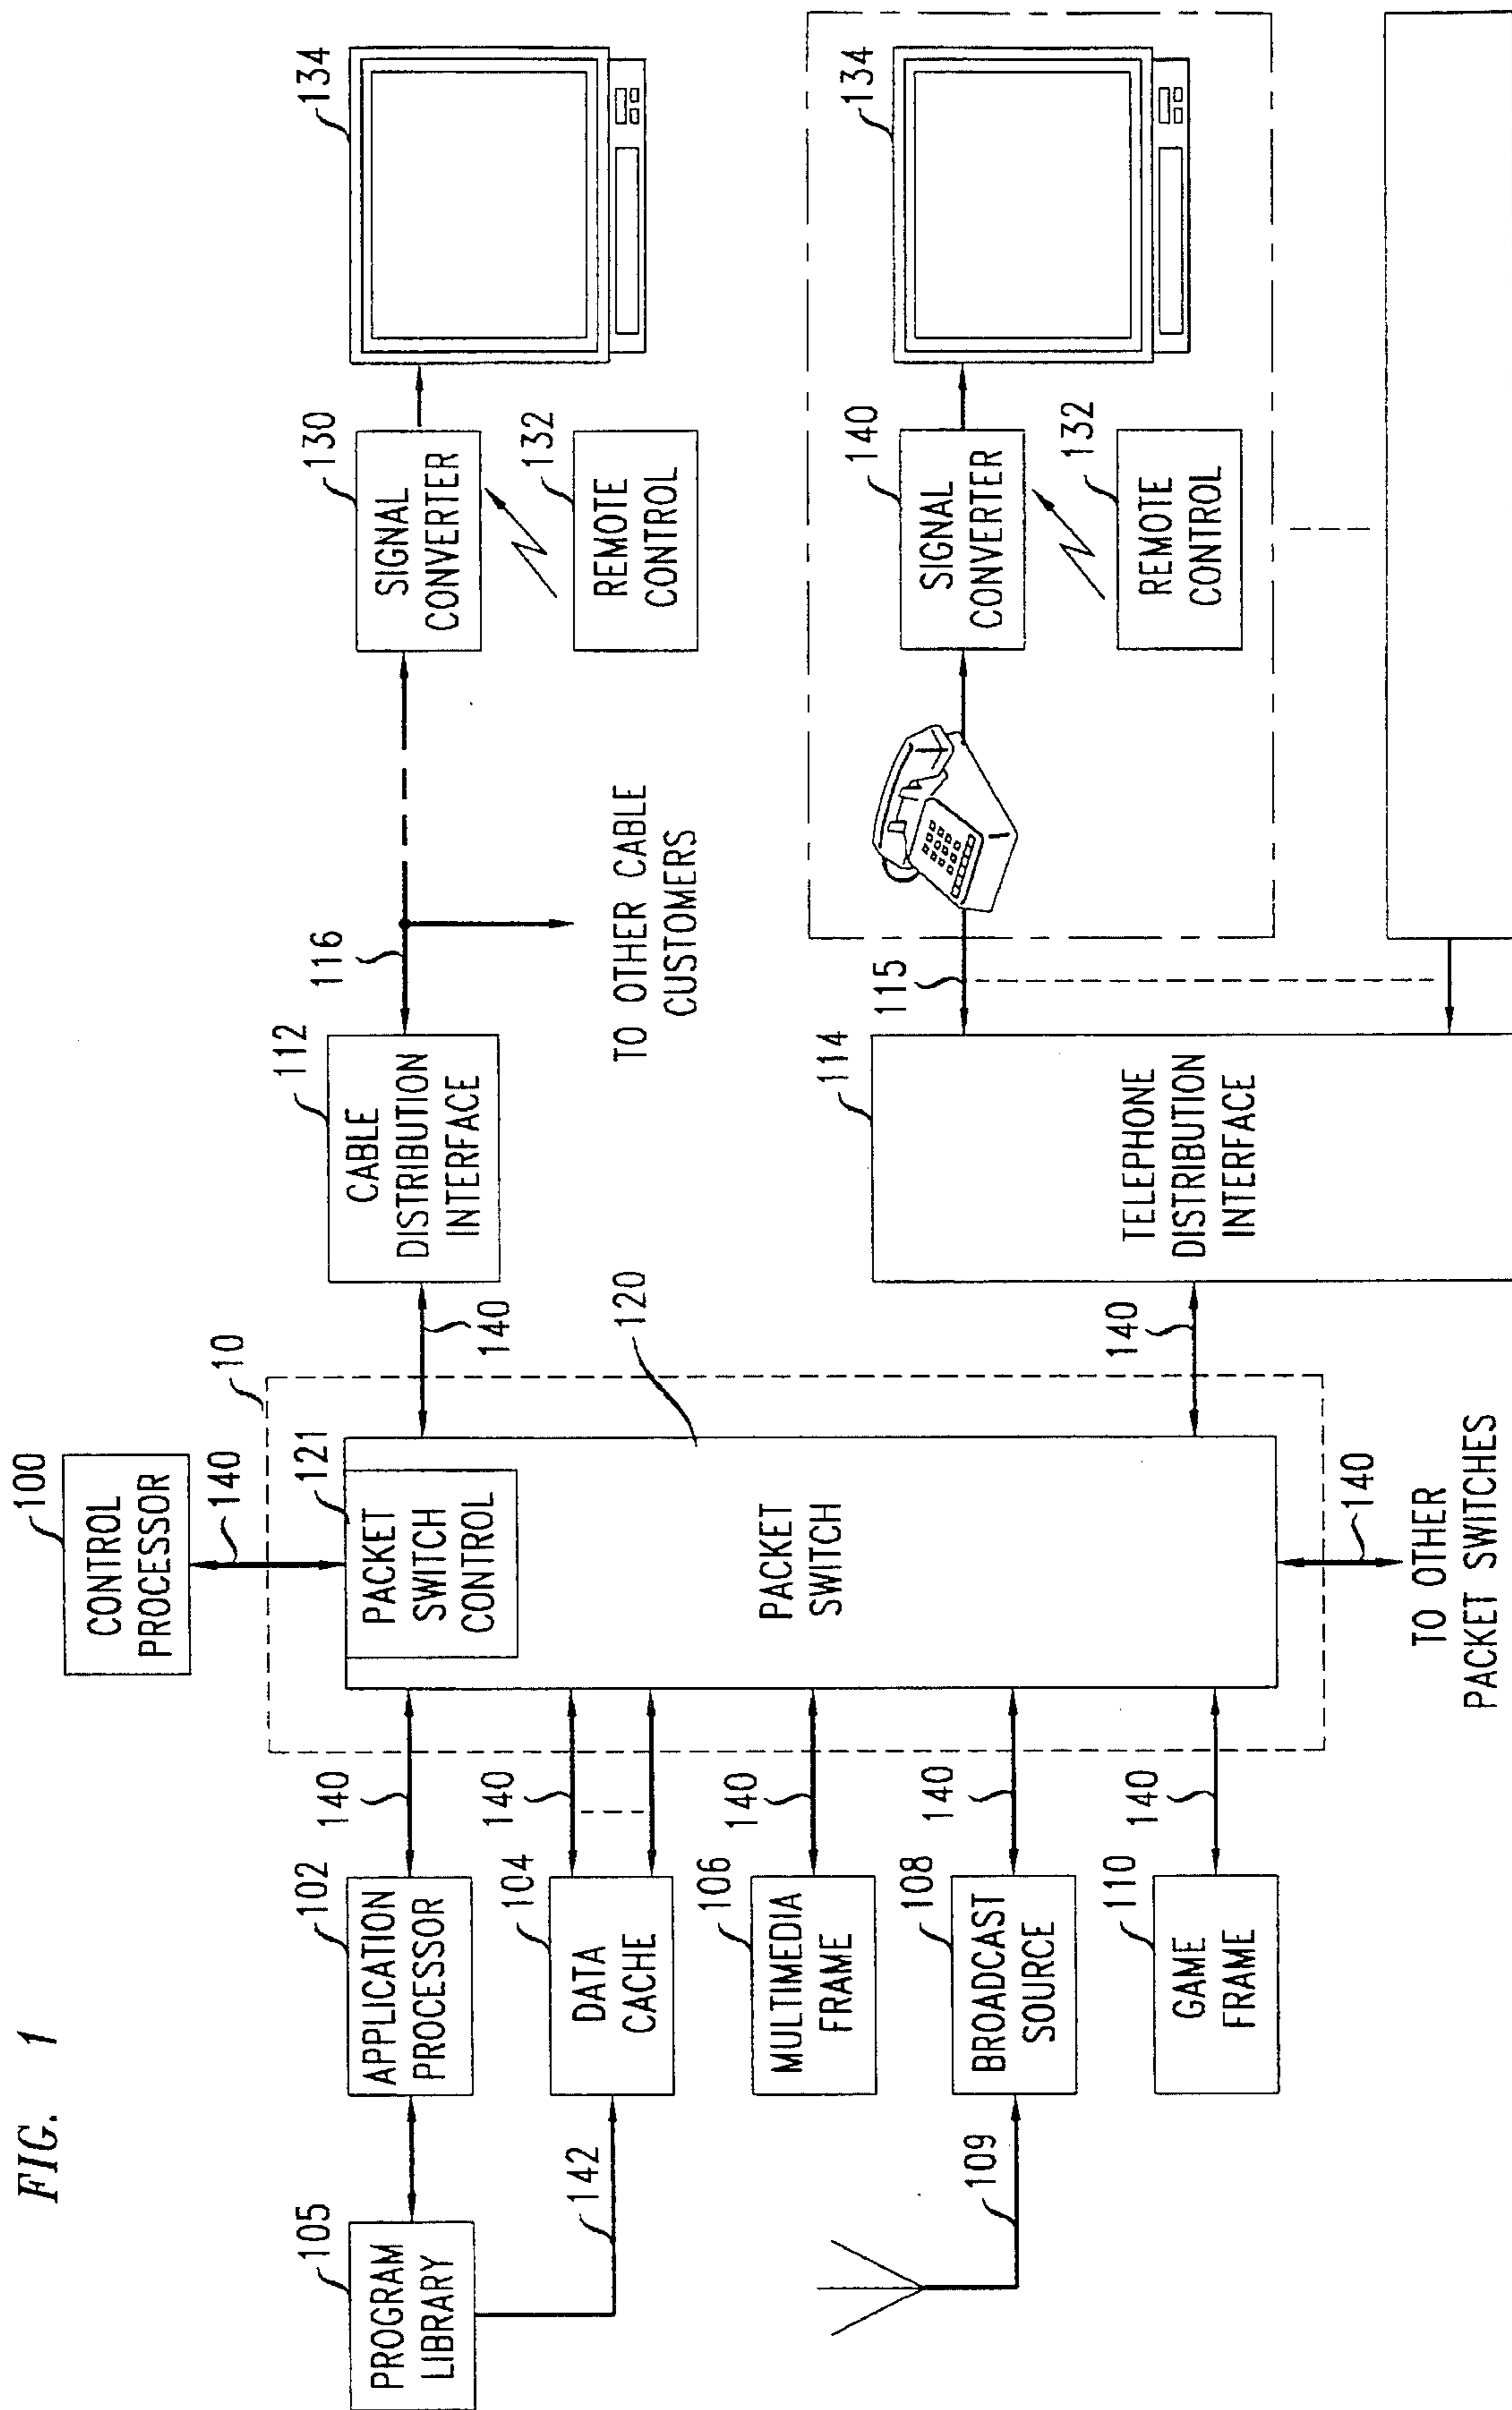 FIG. 1
100
CONTROL
PROCESSOR
140
10
105
PROGRAM
LIBRARY
142
102
APPLICATION
PROCESSOR
140
104
DATA
CACHE
140
106
MULTIMEDIA
FRAME
140
109
108
BROADCAST
SOURCE
140
110
GAME
FRAME
140
121
PACKET
SWITCH
CONTROL
PACKET
SWITCH
120
140
TO OTHER
PACKET SWITCHES
140
112
CABLE
DISTRIBUTION
INTERFACE
116
TO OTHER CABLE
CUSTOMERS
130
SIGNAL
CONVERTER
132
REMOTE
CONTROL
134
140
114
TELEPHONE
DISTRIBUTION
INTERFACE
115
140
SIGNAL
CONVERTER
132
REMOTE
CONTROL
134